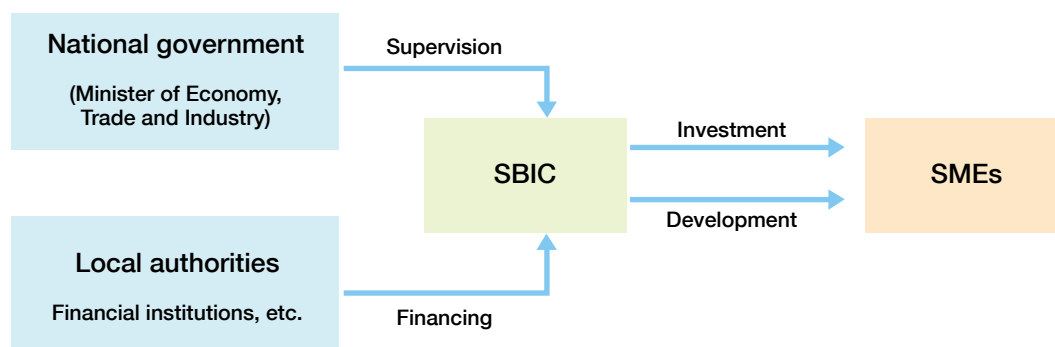 National government
(Minister of Economy,
Trade and Industry)
Supervision
SBIC
Investment
Development
SMEs
Local authorities
Financial institutions, etc.
Financing